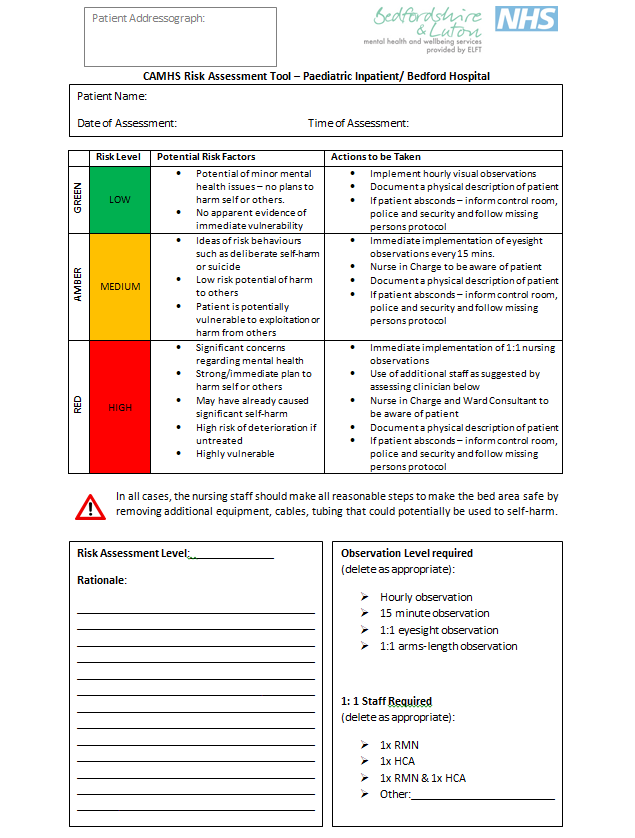 Patient Addressograph:
Bedfordshire
& Luton
mental health and wellbeing services
provided by ELFT
NHS
CAMHS Risk Assessment Tool – Paediatric Inpatient/ Bedford Hospital
Patient Name:
Date of Assessment: Time of Assessment:
Risk Level Potential Risk Factors Actions to be Taken
GREEN
LOW
• Potential of minor mental
health issues – no plans to
harm self or others.
• No apparent evidence of
immediate vulnerability
• Implement hourly visual observations
• Document a physical description of patient
• If patient absconds – inform control room,
police and security and follow missing
persons protocol
AMBER
MEDIUM
• Ideas of risk behaviours
such as deliberate self-harm
or suicide
• Low risk potential of harm
to others
• Patient is potentially
vulnerable to exploitation or
harm from others
• Immediate implementation of eyesight
observations every 15 mins.
• Nurse in Charge to be aware of patient
• Document a physical description of patient
• If patient absconds – inform control room,
police and security and follow missing
persons protocol
RED
HIGH
• Significant concerns
regarding mental health
• Strong/immediate plan to
harm self or others
• May have already caused
significant self-harm
• High risk of deterioration if
untreated
• Highly vulnerable
• Immediate implementation of 1:1 nursing
observations
• Use of additional staff as suggested by
assessing clinician below
• Nurse in Charge and Ward Consultant to
be aware of patient
• Document a physical description of patient
• If patient absconds – inform control room,
police and security and follow missing
persons protocol
In all cases, the nursing staff should make all reasonable steps to make the bed area safe by
removing additional equipment, cables, tubing that could potentially be used to self-harm.
Risk Assessment Level:_______________
Rationale:
Observation Level required
(delete as appropriate):
➢ Hourly observation
➢ 15 minute observation
➢ 1:1 eyesight observation
➢ 1:1 arms-length observation
1: 1 Staff Required
(delete as appropriate):
➢ 1x RMN
➢ 1x HCA
➢ 1x RMN & 1x HCA
➢ Other:_________________________